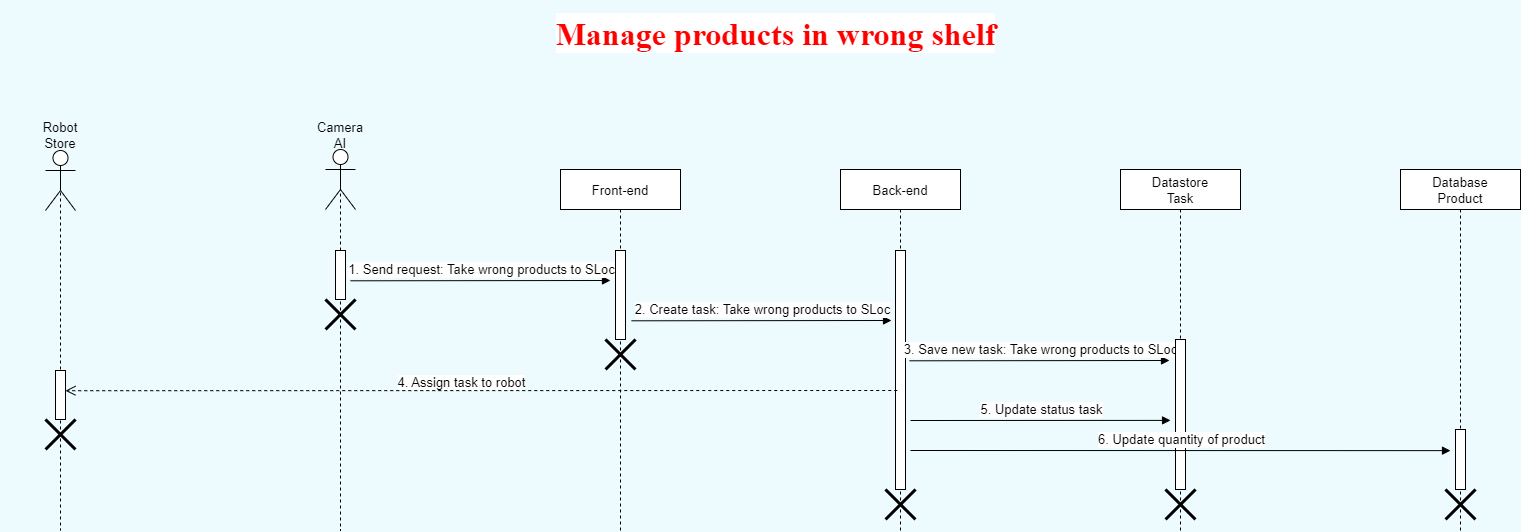 Manage products in wrong shelf
Robot
Store
Camera
AI
Front-end
Back-end
Datastore
Task
Database
Product
1. Send request: Take wrong products to SLoc
2. Create task: Take wrong products to SLoc
3. Save new task: Take wrong products to SLoc
4. Assign task to robot
5. Update status task
6. Update quantity of product